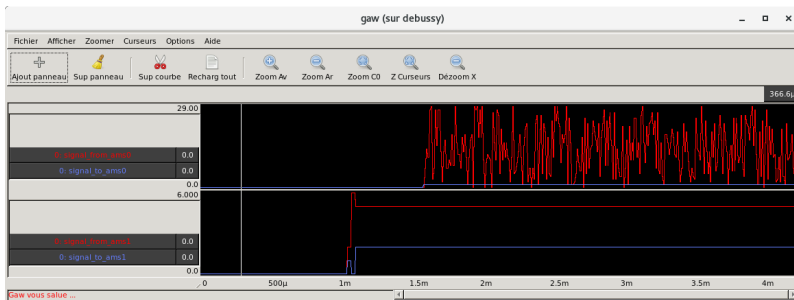 gaw (sur debussy)
Fichier Afficher Zoomer Curseurs Options Aide
Ajout panneau Sup panneau Sup courbe Recharg tout Zoom Av Zoom Ar Zoom C0 Z Curseurs Dézoom X
366.6µ
29.00
0.0
0: signal_to_ams0 0.0
0.0
6.000
0.0
0: signal_to_ams1 0.0
0.0
0 500µ 1m 1.5m 2m 2.5m 3m 3.5m 4m
Gaw vous salue ...